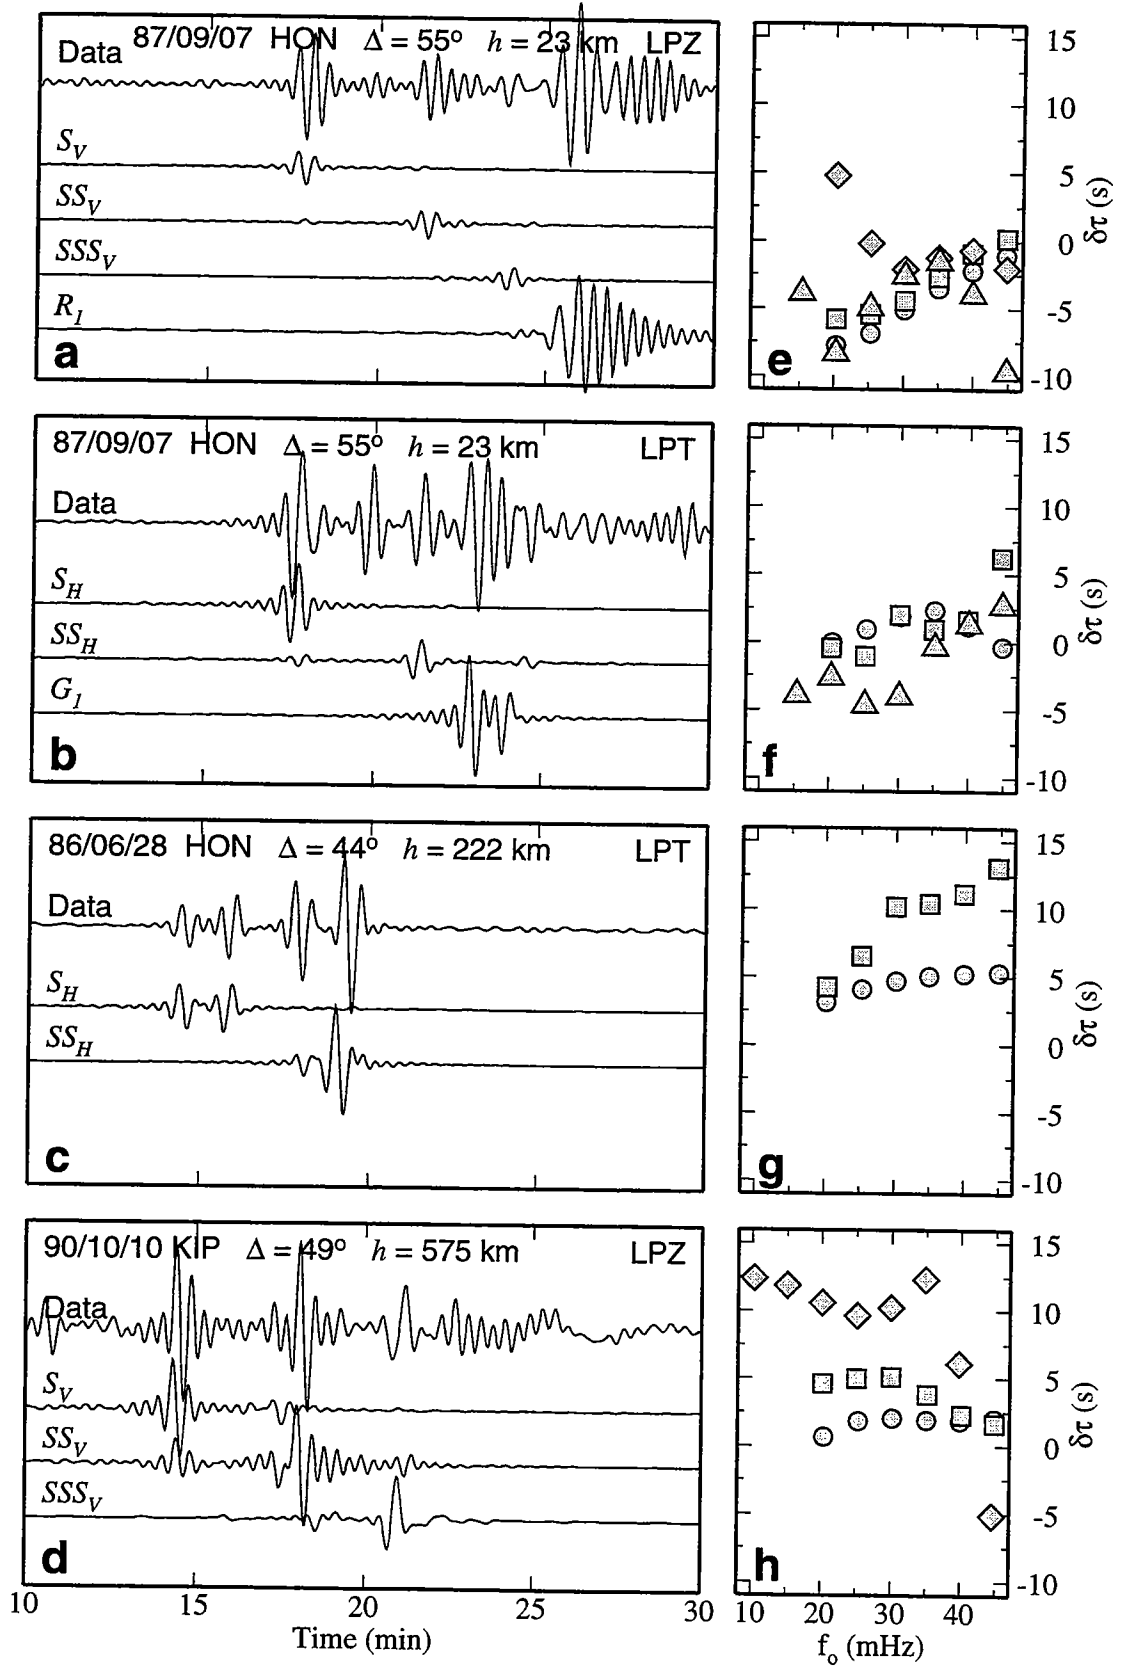 87/09/07 HON Δ = 55° h = 23 km LPZ
Data
S_V
SS_V
SSS_V
R_1
a
15
10
5
0
-5
-10
δτ (s)
e
87/09/07 HON Δ = 55° h = 23 km LPT
Data
S_H
SS_H
G_1
b
15
10
5
0
-5
-10
δτ (s)
f
86/06/28 HON Δ = 44° h = 222 km LPT
Data
S_H
SS_H
c
15
10
5
0
-5
-10
δτ (s)
g
90/10/10 KIP Δ = 49° h = 575 km LPZ
Data
S_V
SS_V
SSS_V
d
10 15 20 25 30
Time (min)
15
10
5
0
-5
-10
δτ (s)
h
10 20 30 40
f_o (mHz)